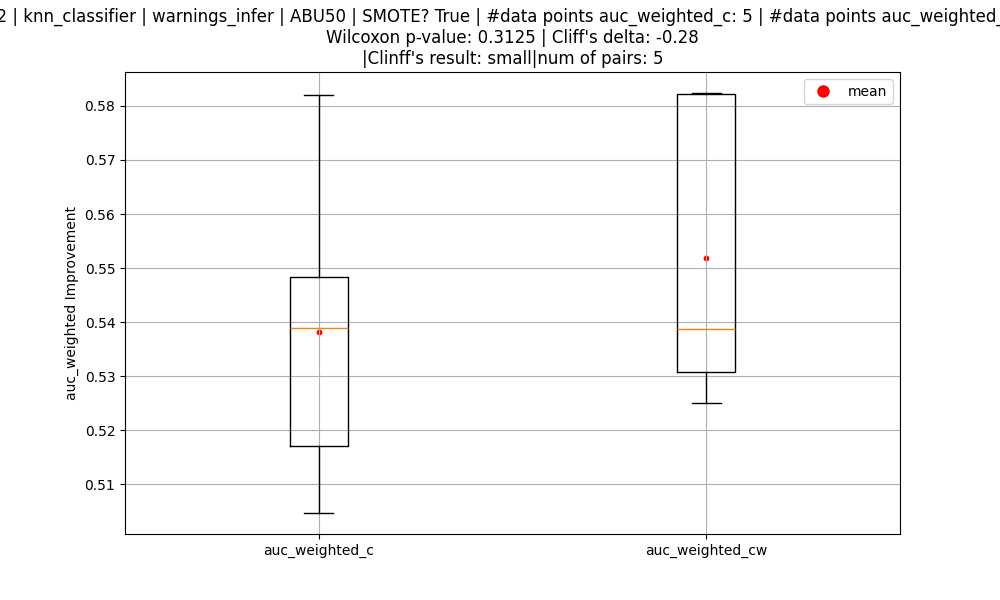 2 | knn_classifier | warnings_infer | ABU50 | SMOTE? True | #data points auc_weighted_c: 5 | #data points auc_weighted_
Wilcoxon p-value: 0.3125 | Cliff's delta: -0.28
|Clinff's result: small|num of pairs: 5
mean
0.58
0.57
0.56
0.55
0.54
0.53
0.52
0.51
auc_weighted Improvement
auc_weighted_c
auc_weighted_cw